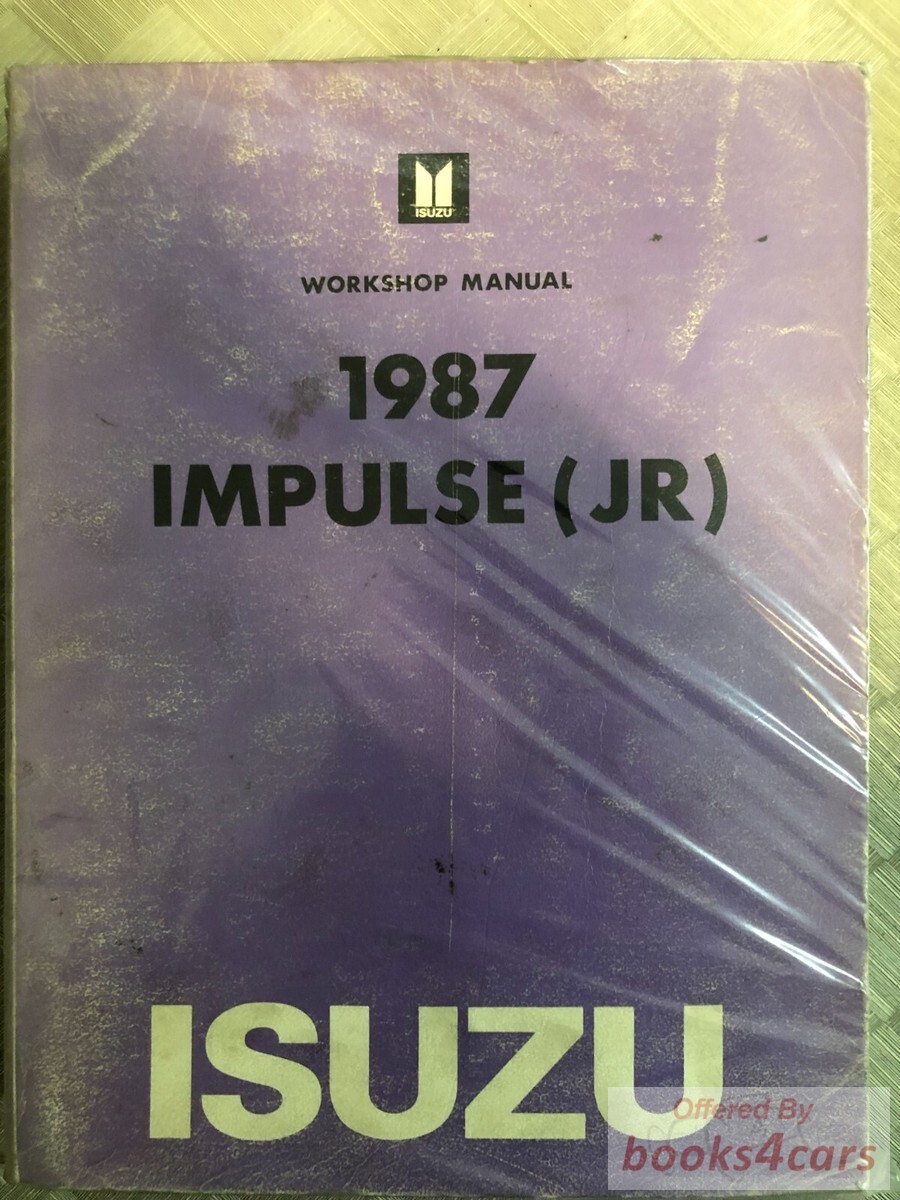 ISUZU
WORKSHOP MANUAL
1987
IMPULSE (JR)
ISUZU
Offered By
books4cars